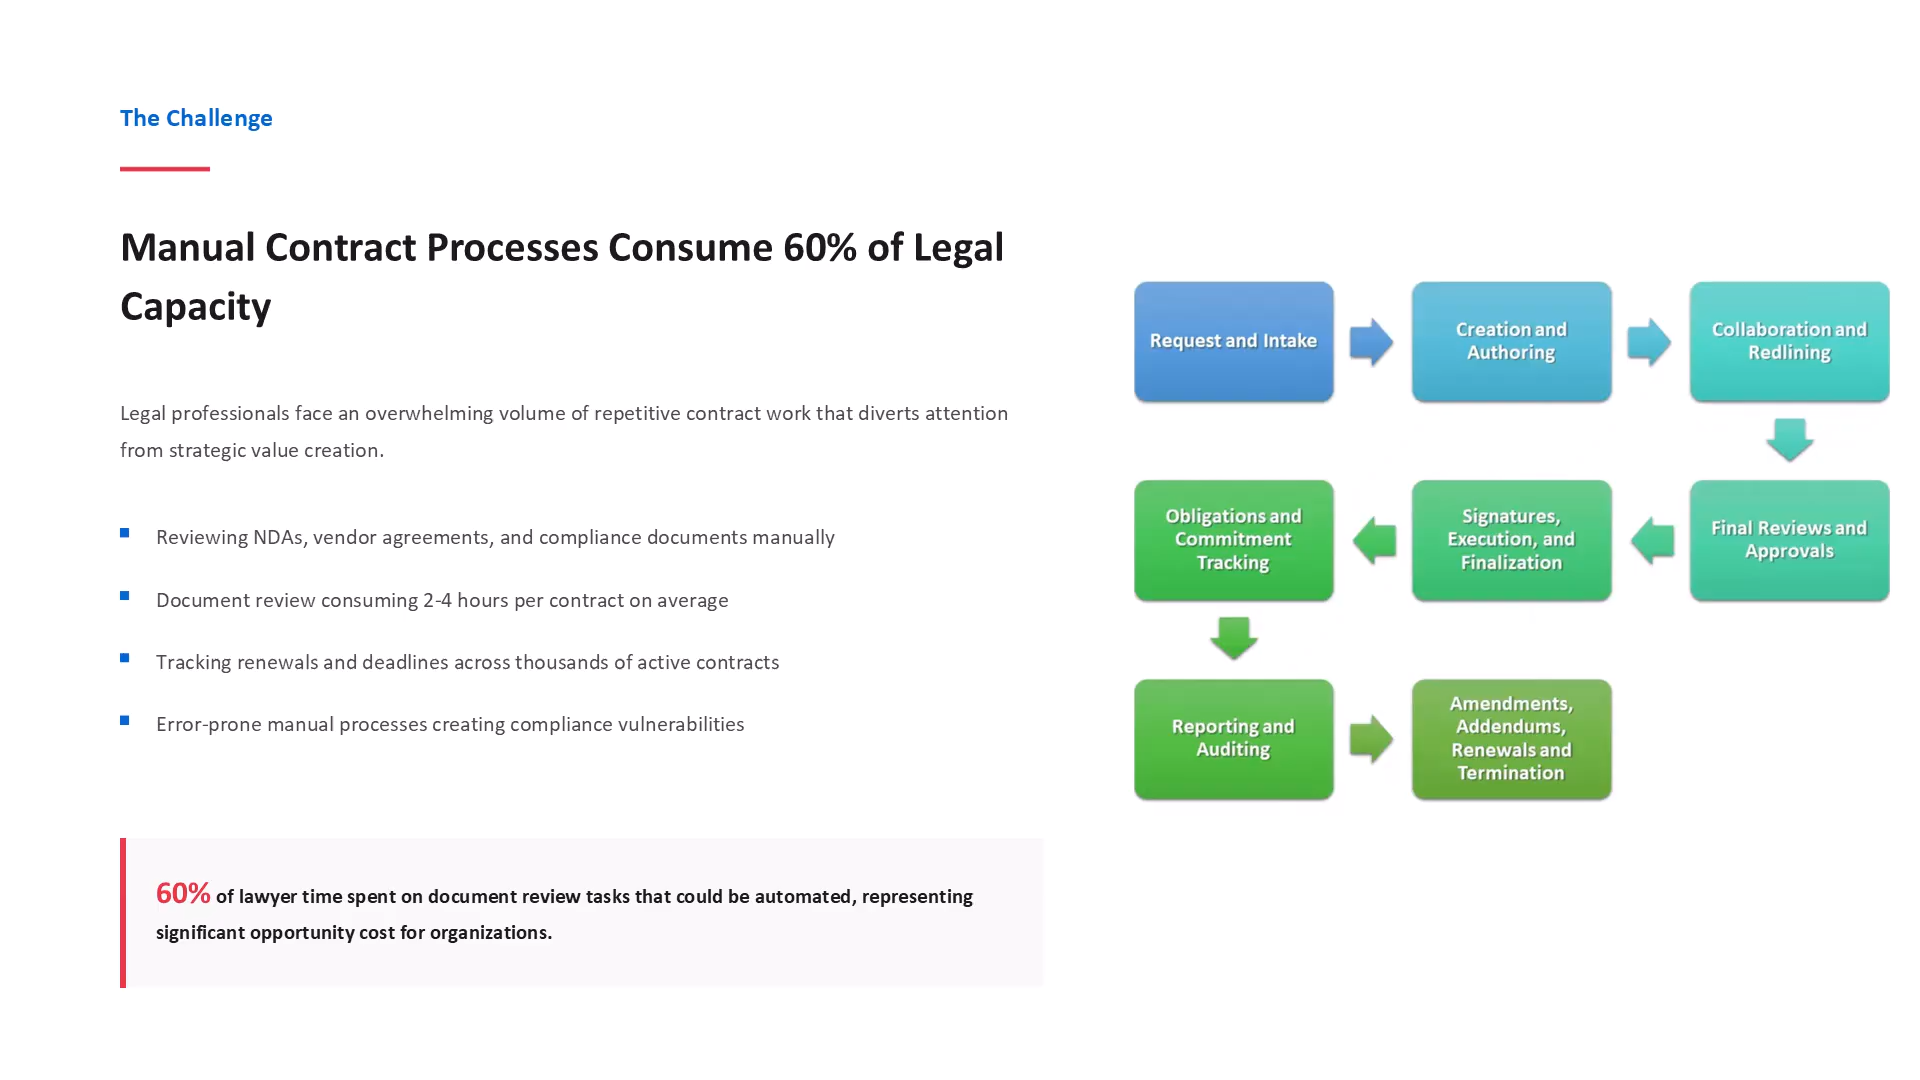 The Challenge
Manual Contract Processes Consume 60% of Legal
Capacity
Legal professionals face an overwhelming volume of repetitive contract work that diverts attention
from strategic value creation.
Reviewing NDAs, vendor agreements, and compliance documents manually
Document review consuming 2-4 hours per contract on average
Tracking renewals and deadlines across thousands of active contracts
Error-prone manual processes creating compliance vulnerabilities
60% of lawyer time spent on document review tasks that could be automated, representing
significant opportunity cost for organizations.
Request and Intake
Creation and
Authoring
Collaboration and
Redlining
Final Reviews and
Approvals
Signatures,
Execution, and
Finalization
Obligations and
Commitment
Tracking
Reporting and
Auditing
Amendments,
Addendums,
Renewals and
Termination